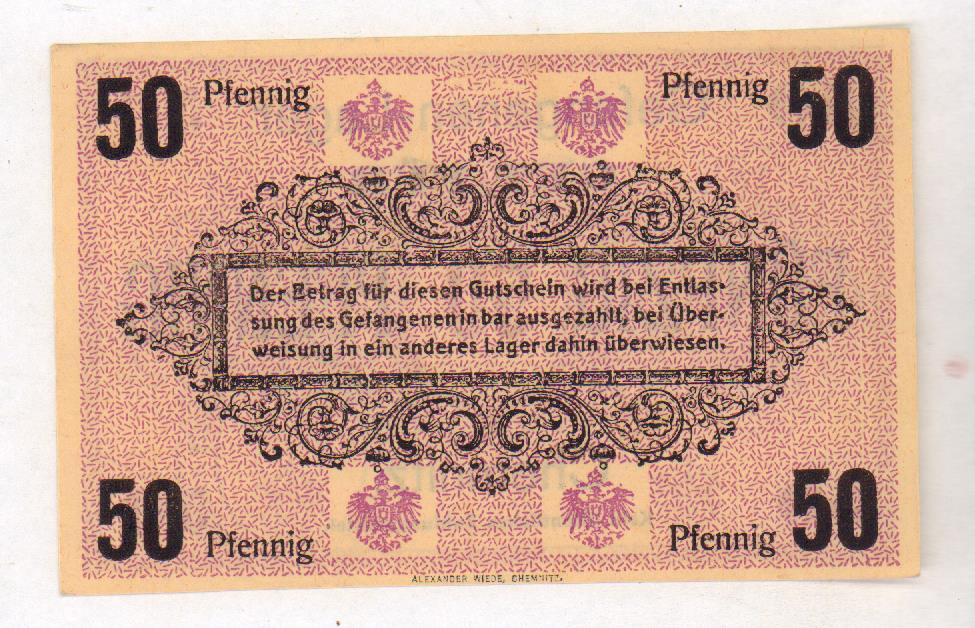 50 Pfennig Pfennig 50
Der Betrag für diesen Gutschein wird bei Entlas-
sung des Gefangenen in bar ausgezahlt, bei Über-
weisung in ein anderes Lager dahin überwiesen.
50 Pfennig Pfennig 50
ALEXANDER WIEDE, CHEMNITZ.